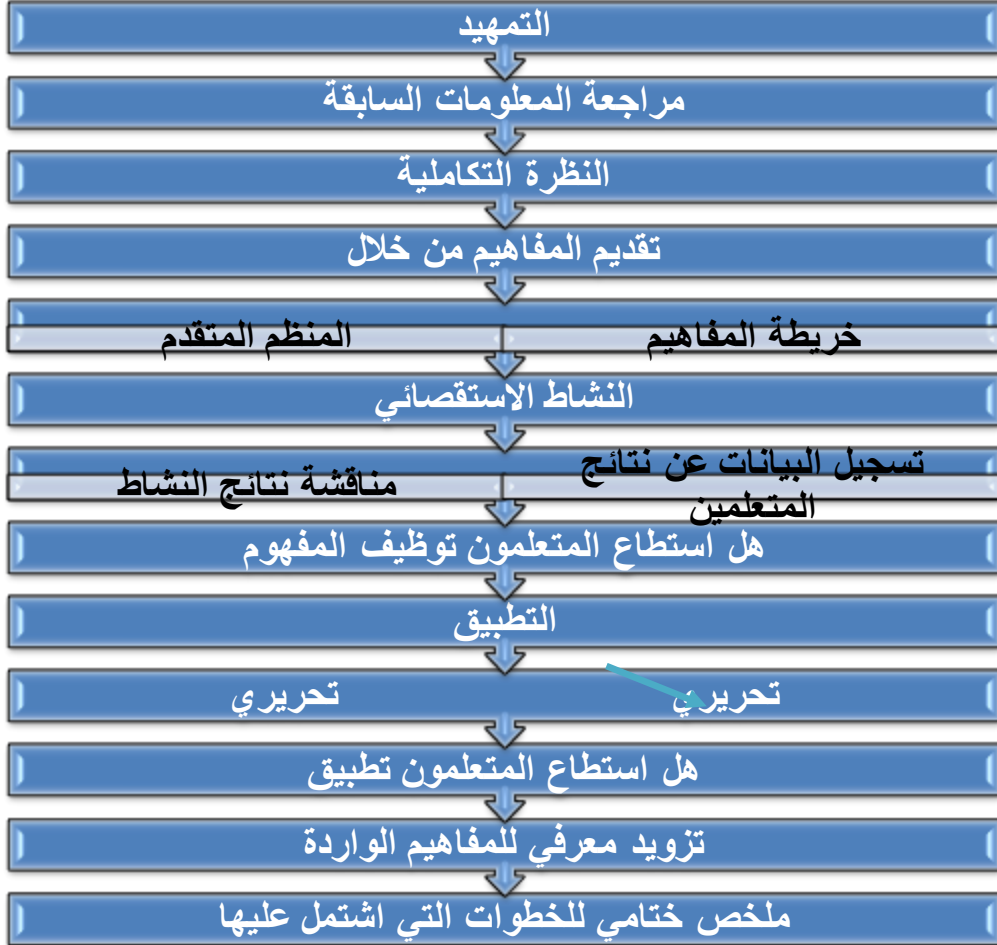 التمهيد
مراجعة المعلومات السابقة
النظرة التكاملية
تقديم المفاهيم من خلال
خريطة المفاهيم
المنظم المتقدم
النشاط الاستقصائي
تسجيل البيانات عن نتائج
المتعلمين
مناقشة نتائج النشاط
هل استطاع المتعلمون توظيف المفهوم
التطبيق
تحريري
تحريري
هل استطاع المتعلمون تطبيق
تزويد معرفي للمفاهيم الواردة
ملخص ختامي للخطوات التي اشتمل عليها